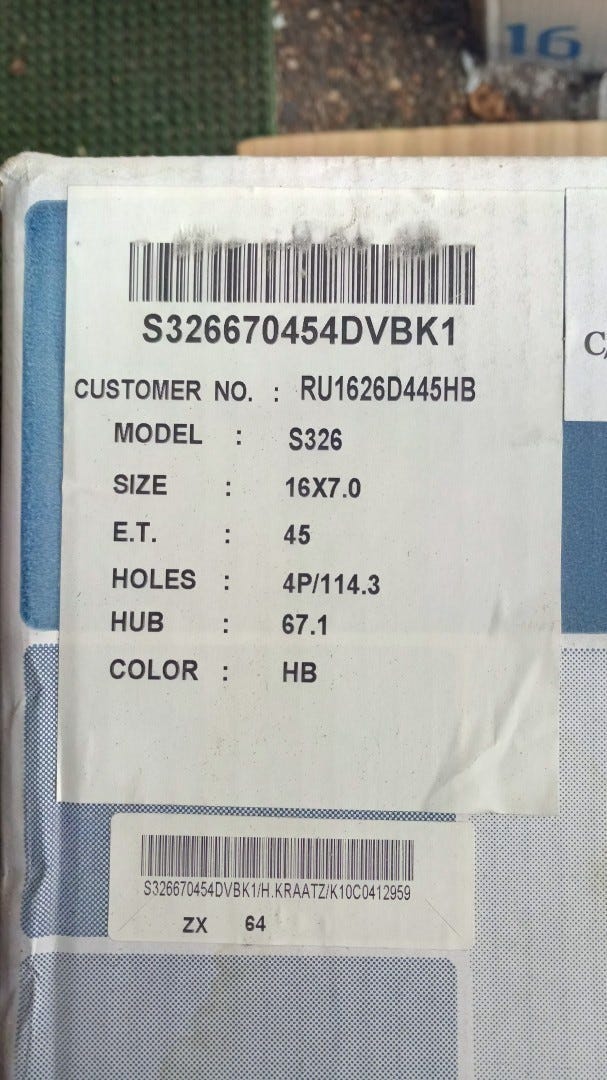 16
S326670454DVBK1
CUSTOMER NO. : RU1626D445HB
MODEL : S326
SIZE : 16X7.0
E.T. : 45
HOLES : 4P/114.3
HUB : 67.1
COLOR : HB
S326670454DVBK1/H.KRAATZ/K10C0412959
ZX 64